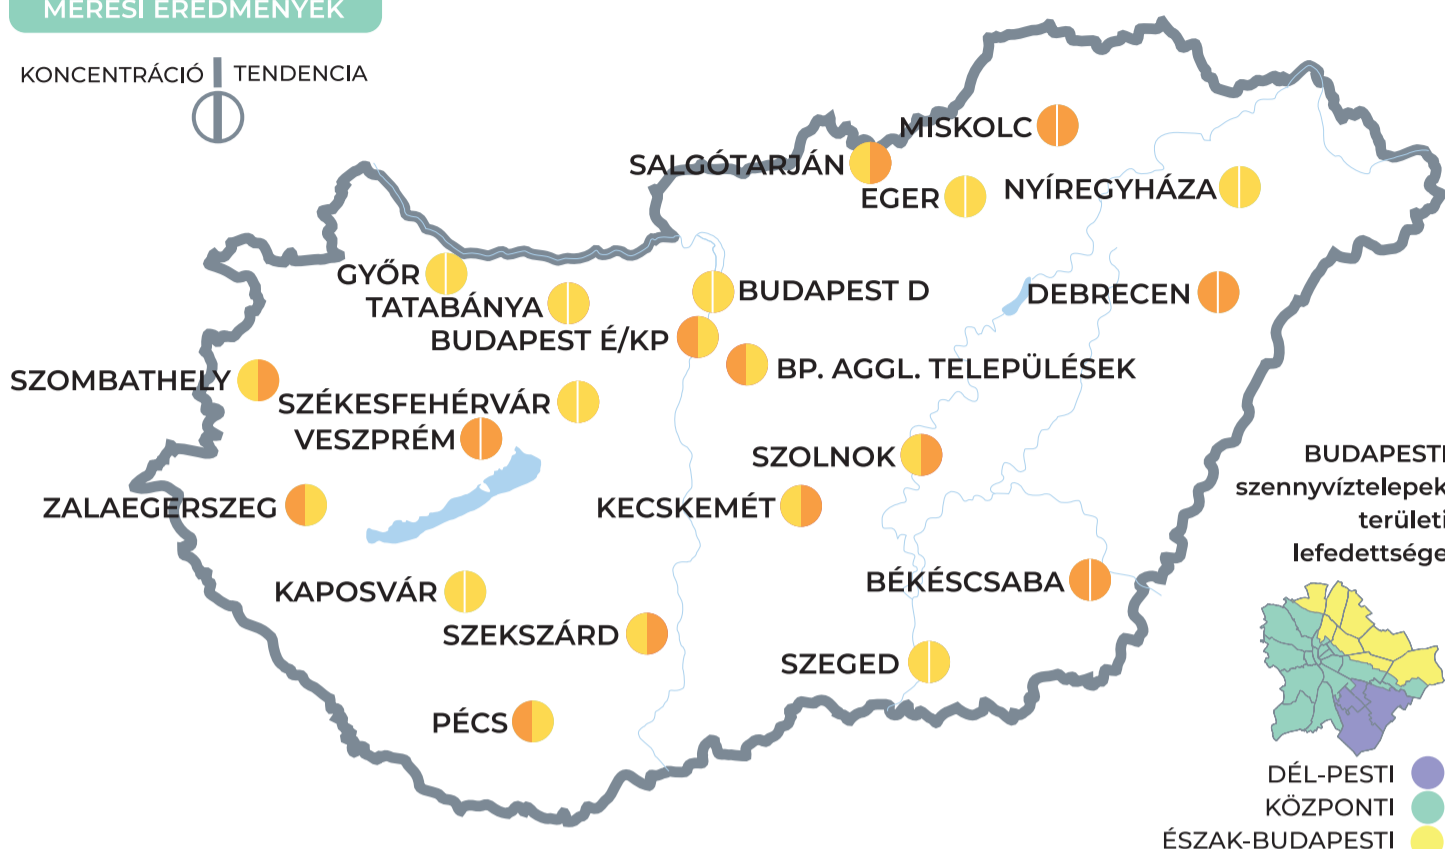 MÉRÉSI EREDMÉNYEK
KONCENTRÁCIÓ TENDENCIA
MISKOLC
SALGÓTARJÁN
EGER
NYÍREGYHÁZA
GYŐR
TATABÁNYA
BUDAPEST D
DEBRECEN
BUDAPEST É/KP
BP. AGGL. TELEPÜLÉSEK
SZOMBATHELY
SZÉKESFEHÉRVÁR
VESZPRÉM
SZOLNOK
ZALAEGERSZEG
KECSKEMÉT
BUDAPESTI
szennyvíztelepek
területi
lefedettsége
BÉKÉSCSABA
KAPOSVÁR
SZEKSZÁRD
SZEGED
PÉCS
DÉL-PESTI
KÖZPONTI
ÉSZAK-BUDAPESTI